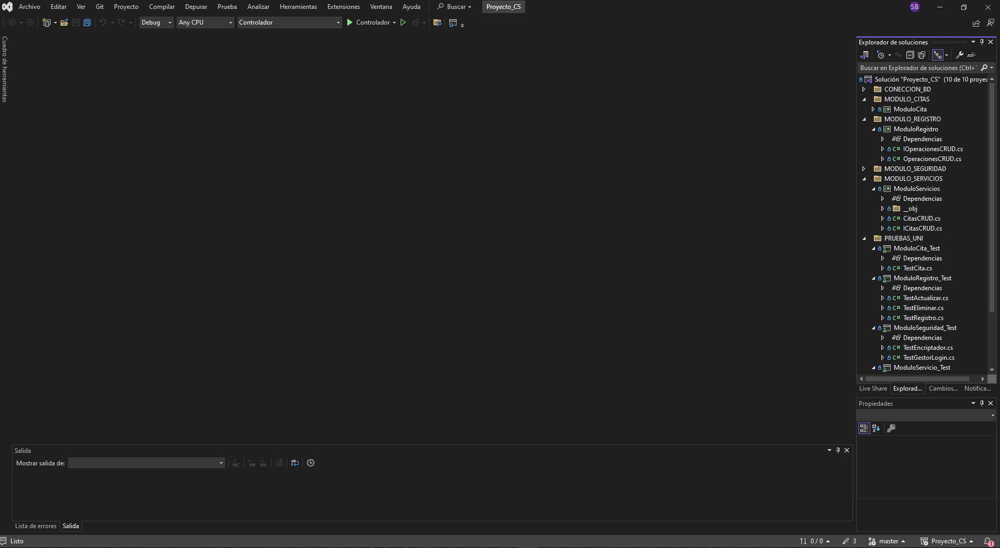 Archivo Editar Ver Git Proyecto Compilar Depurar Prueba Analizar Herramientas Extensiones Ventana Ayuda Buscar Proyecto_CS SB
Debug Any CPU Controlador Controlador
Cuadro de herramientas
Explorador de soluciones
Buscar en Explorador de soluciones (Ctrl+
Solución "Proyecto_CS" (10 de 10 proyec
CONECCION_BD
MODULO_CITAS
C# ModuloCita
MODULO_REGISTRO
C# ModuloRegistro
Dependencias
C# IOperacionesCRUD.cs
C# OperacionesCRUD.cs
MODULO_SEGURIDAD
MODULO_SERVICIOS
C# ModuloServicios
Dependencias
__obj
C# CitasCRUD.cs
C# ICitasCRUD.cs
PRUEBAS_UNI
ModuloCita_Test
Dependencias
C# TestCita.cs
ModuloRegistro_Test
Dependencias
C# TestActualizar.cs
C# TestEliminar.cs
C# TestRegistro.cs
ModuloSeguridad_Test
Dependencias
C# TestEncriptador.cs
C# TestGestorLogin.cs
ModuloServicio_Test
Live Share Explorad... Cambios... Notifica...
Propiedades
Salida
Mostrar salida de:
Lista de errores Salida
Listo 0 / 0 3 master Proyecto_CS 1